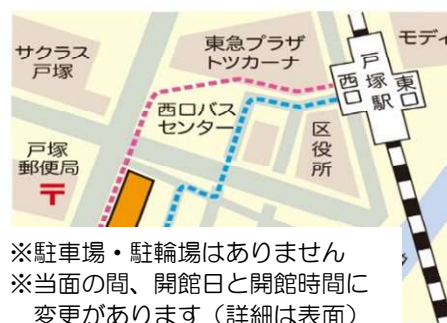 サクラス
戸塚
東急プラザ
トツカーナ
モディ
戸塚駅
西口
東口
西口バス
センター
区役所
戸塚
郵便局
〒
※駐車場・駐輪場はありません
※当面の間、開館日と開館時間に
変更があります（詳細は表面）